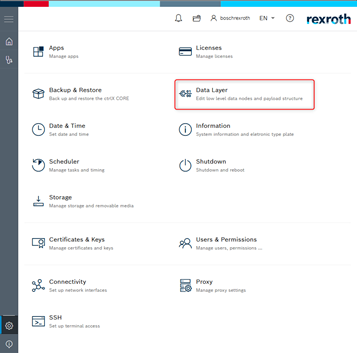 boschrexroth
EN
rexroth
A Bosch Company
Apps
Manage apps
Licenses
Manage licenses
Backup & Restore
Back up and restore the ctrlX CORE
Data Layer
Edit low level data nodes and payload structure
Date & Time
Set date and time
Information
System information and eletronic type plate
Scheduler
Manage tasks and timing
Shutdown
Shutdown and reboot
Storage
Manage storage and removable media
Certificates & Keys
Manage certificates and keys
Users & Permissions
Manage users, permissions ...
Connectivity
Set up network interfaces
Proxy
Manage proxy settings
SSH
Set up terminal access